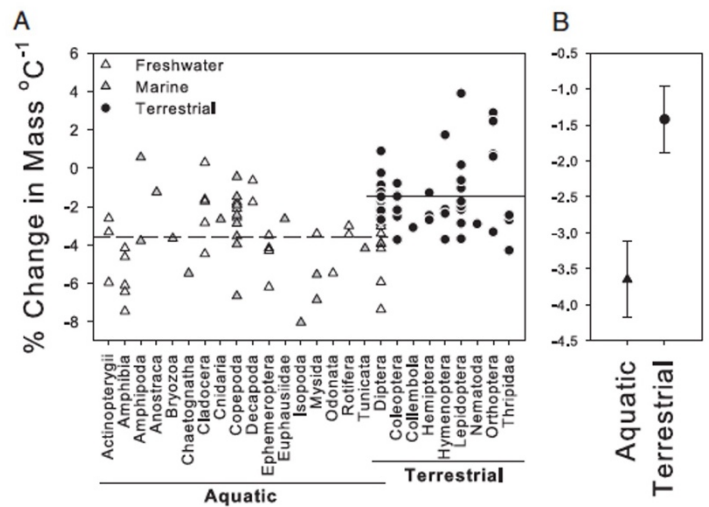 A
B
% Change in Mass °C-1
6
4
2
0
-2
-4
-6
-8
Freshwater
Marine
Terrestrial
Actinopterygii
Amphibia
Amphipoda
Anostraca
Bryozoa
Chaetognatha
Cladocera
Cnidaria
Copepoda
Decapoda
Ephemeroptera
Euphausiidae
Isopoda
Mysida
Odonata
Rotifera
Tunicata
Diptera
Coleoptera
Collembola
Hemiptera
Hymenoptera
Lepidoptera
Nematoda
Orthoptera
Thripidae
Aquatic
Terrestrial
-0.5
-1.0
-1.5
-2.0
-2.5
-3.0
-3.5
-4.0
-4.5
Aquatic
Terrestrial